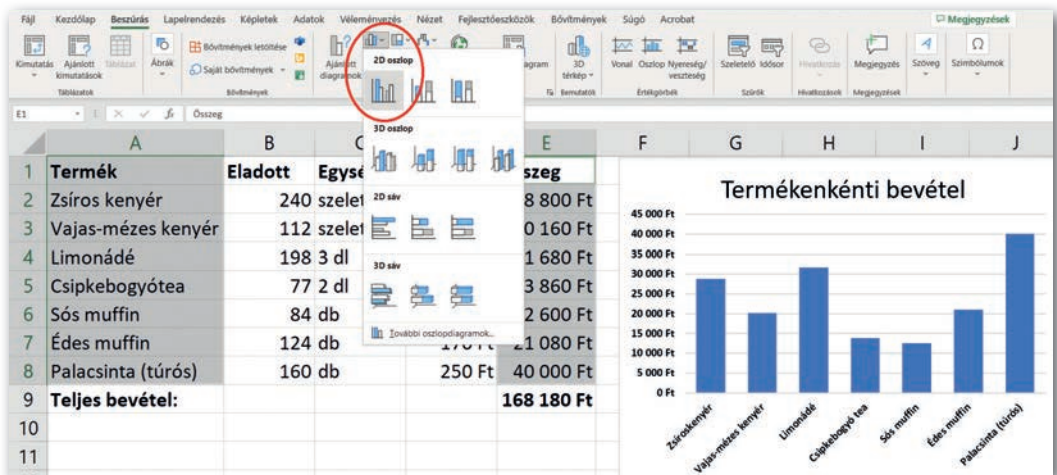 Fájl Kezdőlap Beszúrás Lapelrendezés Képletek Adatok Véleményezés Nézet Fejlesztőeszközök Bővítmények Súgó Acrobat Megjegyzések
Kimutatás Ajánlott kimutatások Táblázat Ábrák Bővítmények letöltése Saját bővítmények Ajánlott diagramok 3D térkép Vonal Oszlop Nyereség/veszteség Szeletelő Idősor Hivatkozás Megjegyzés Szöveg Szimbólumok
Táblázatok Bővítmények Bemutatók Értékgörbék Szűrők Hivatkozások Megjegyzések
2D oszlop
3D oszlop
2D sáv
3D sáv
További oszlopdiagramok...
E1 fx Összeg
A B C E F G H I J
1 Termék Eladott
2 Zsíros kenyér 240 szelet 8 800 Ft
3 Vajas-mézes kenyér 112 szelet 0 160 Ft
4 Limonádé 198 3 dl 1 680 Ft
5 Csipkebogyótea 77 2 dl 3 860 Ft
6 Sós muffin 84 db 2 600 Ft
7 Édes muffin 124 db 21 080 Ft
8 Palacsinta (túrós) 160 db 250 Ft 40 000 Ft
9 Teljes bevétel: 168 180 Ft
10
11
Termékenkénti bevétel
45 000 Ft
40 000 Ft
35 000 Ft
30 000 Ft
25 000 Ft
20 000 Ft
15 000 Ft
10 000 Ft
5 000 Ft
0 Ft
Zsíroskenyér Vajas-mézes kenyér Limonádé Csipkebogyó tea Sós muffin Édes muffin Palacsinta (túrós)